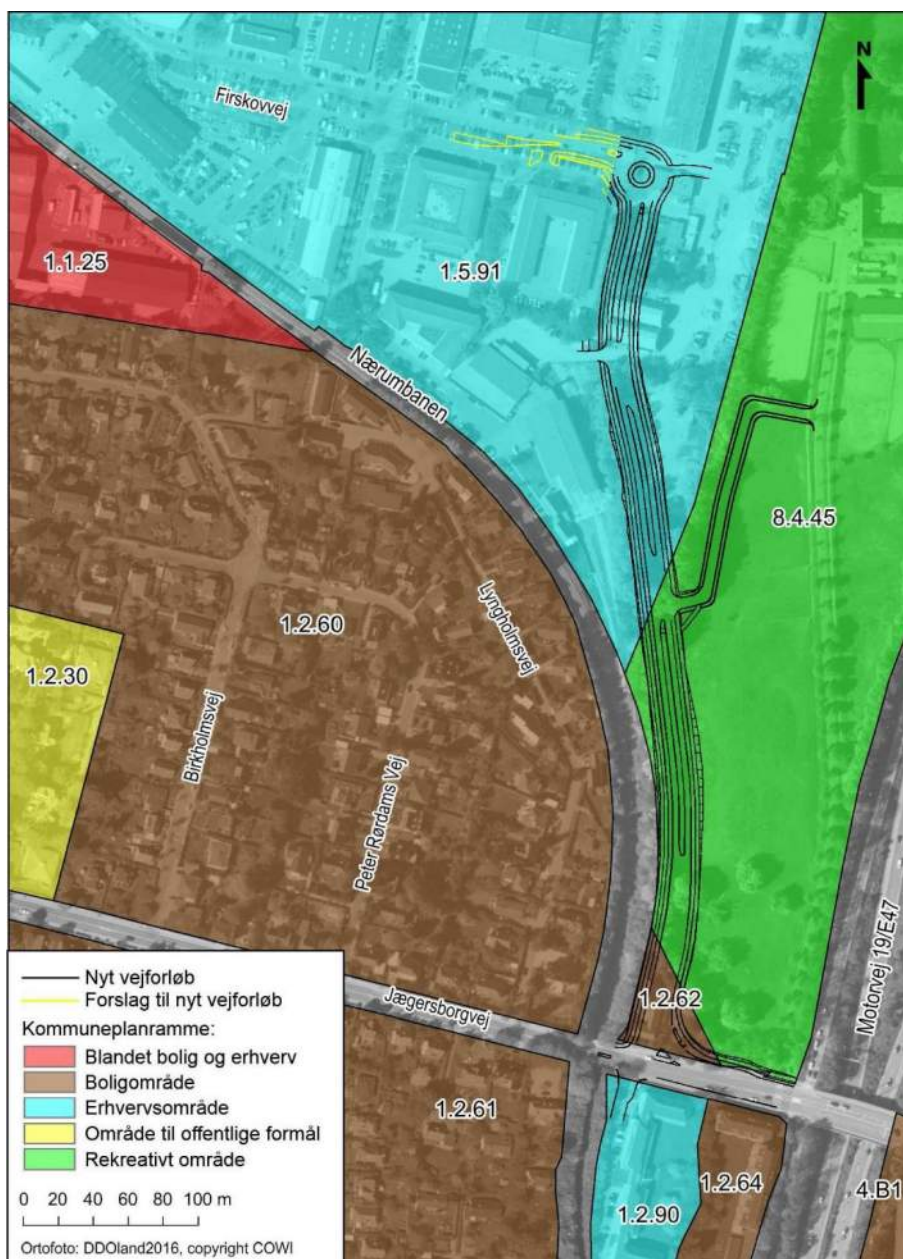 N
Firskovvej
1.1.25
1.5.91
Nærumbanen
8.4.45
Lyngholmsvej
1.2.60
1.2.30
Birkholmsvej
Peter Rørdams Vej
Motorvej 19/E47
1.2.62
Jægersborgvej
1.2.61
1.2.64
4.B1
1.2.90
Nyt vejforløb
Forslag til nyt vejforløb
Kommuneplanramme:
Blandet bolig og erhverv
Boligområde
Erhvervsområde
Område til offentlige formål
Rekreativt område
0 20 40 60 80 100 m
Ortofoto: DDOland2016, copyright COWI